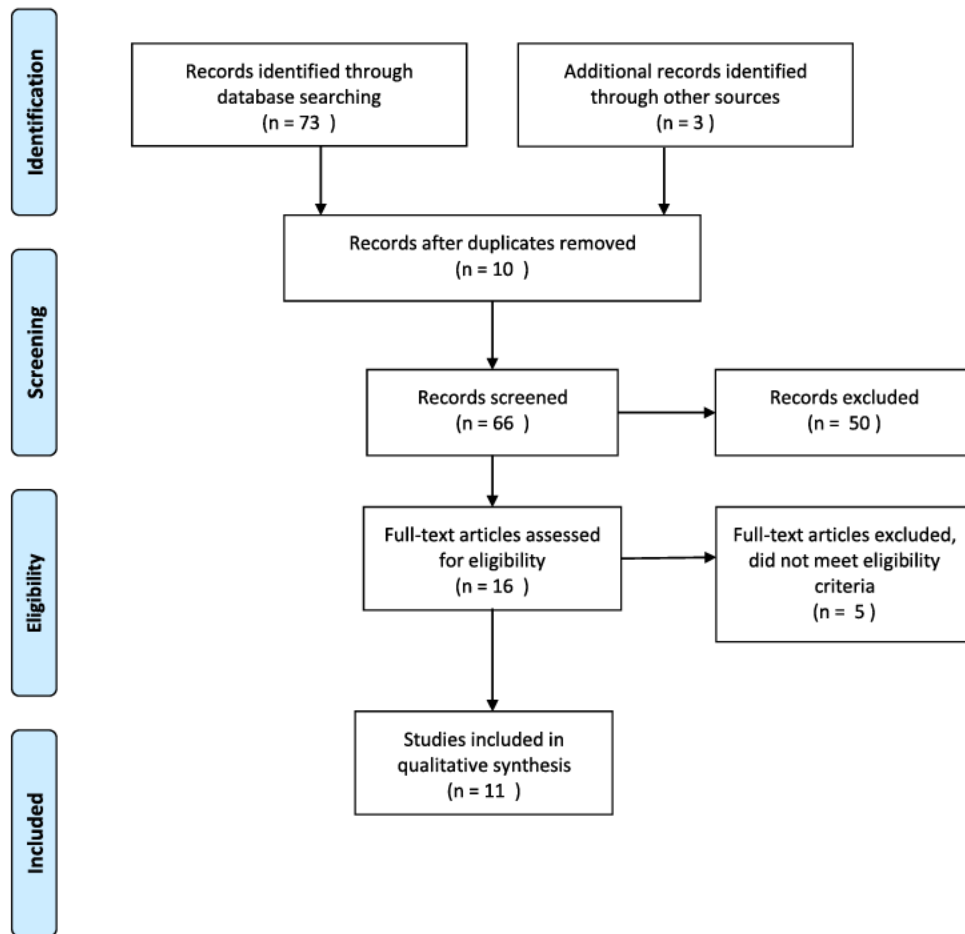 Identification
Records identified through
database searching
(n = 73 )
Additional records identified
through other sources
(n = 3 )
Records after duplicates removed
(n = 10 )
Screening
Records screened
(n = 66 )
Records excluded
(n = 50 )
Eligibility
Full-text articles assessed
for eligibility
(n = 16 )
Full-text articles excluded,
did not meet eligibility
criteria
(n = 5 )
Included
Studies included in
qualitative synthesis
(n = 11 )